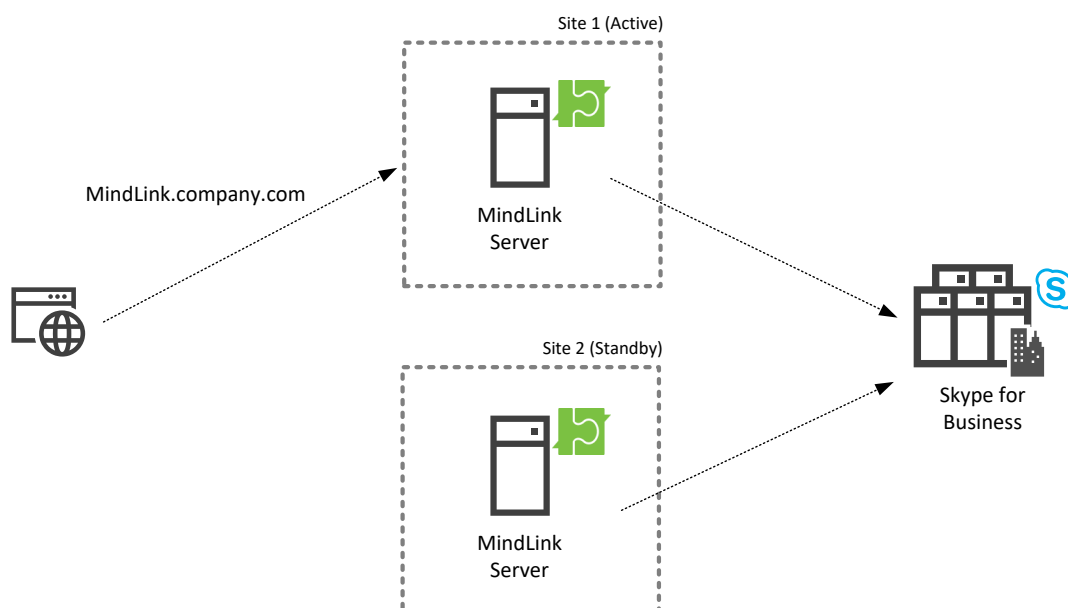 Site 1 (Active)
MindLink.company.com
MindLink
Server
Site 2 (Standby)
MindLink
Server
S
Skype for
Business